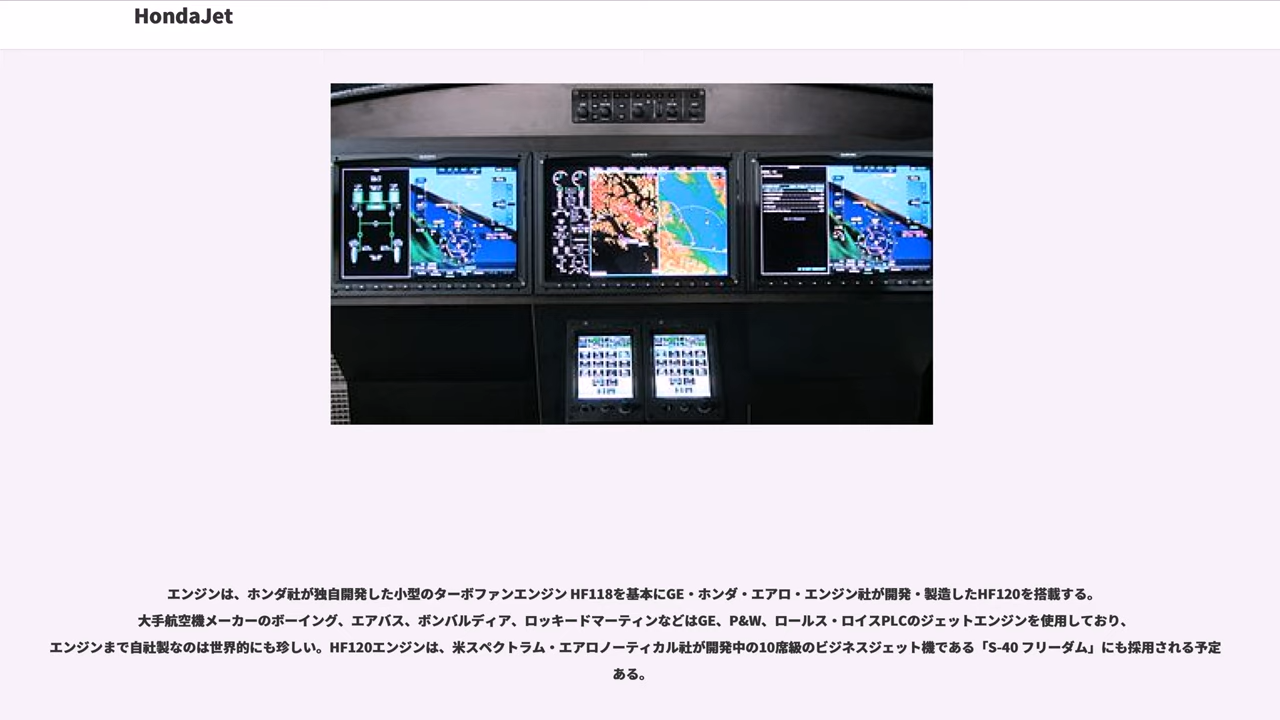 HondaJet
エンジンは、ホンダ社が独自開発した小型のターボファンエンジン HF118を基本にGE・ホンダ・エアロ・エンジン社が開発・製造したHF120を搭載する。
大手航空機メーカーのボーイング、エアバス、ボンバルディア、ロッキードマーティンなどはGE、P&W、ロールス・ロイスPLCのジェットエンジンを使用しており、
エンジンまで自社製なのは世界的にも珍しい。HF120エンジンは、米スペクトラム・エアロノーティカル社が開発中の10席級のビジネスジェット機である「S-40 フリーダム」にも採用される予定
ある。